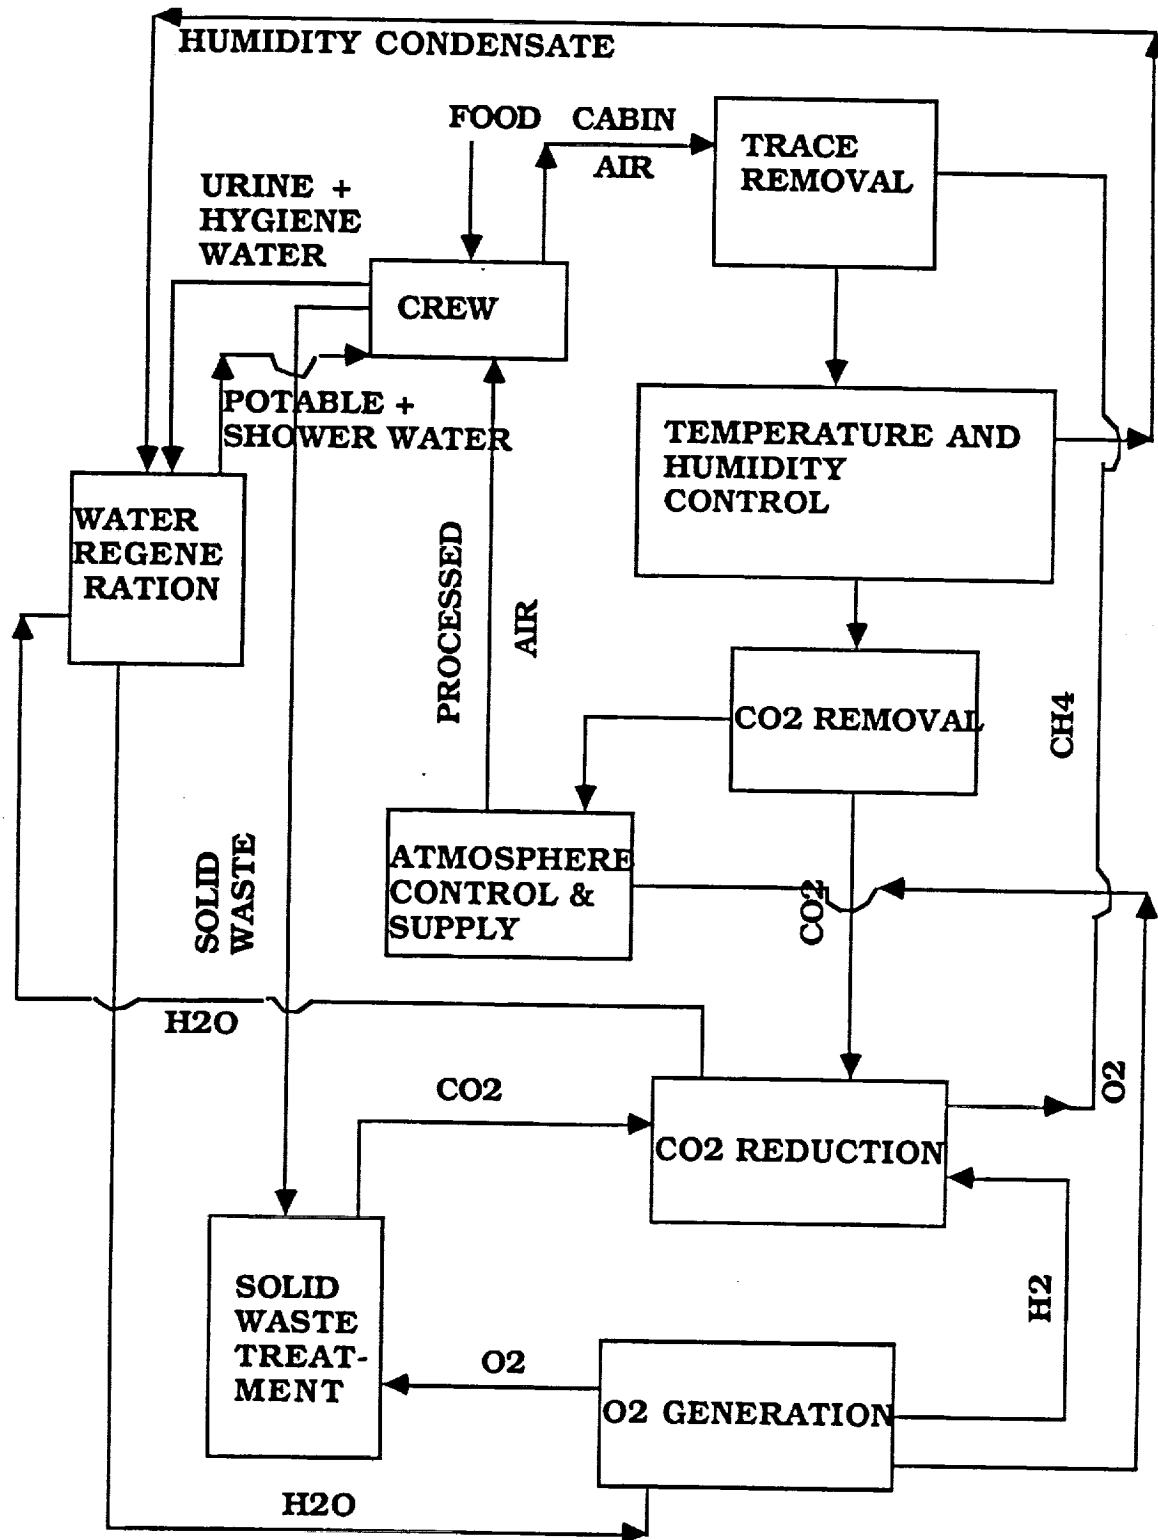 HUMIDITY CONDENSATE
FOOD
CABIN
AIR
TRACE
REMOVAL
URINE +
HYGIENE
WATER
CREW
POTABLE +
SHOWER WATER
TEMPERATURE AND
HUMIDITY
CONTROL
WATER
REGENE
RATION
PROCESSED
AIR
CO2 REMOVAL
CH4
SOLID
WASTE
ATMOSPHERE
CONTROL &
SUPPLY
CO2
H2O
CO2
O2
CO2 REDUCTION
SOLID
WASTE
TREAT-
MENT
H2
O2
O2 GENERATION
H2O